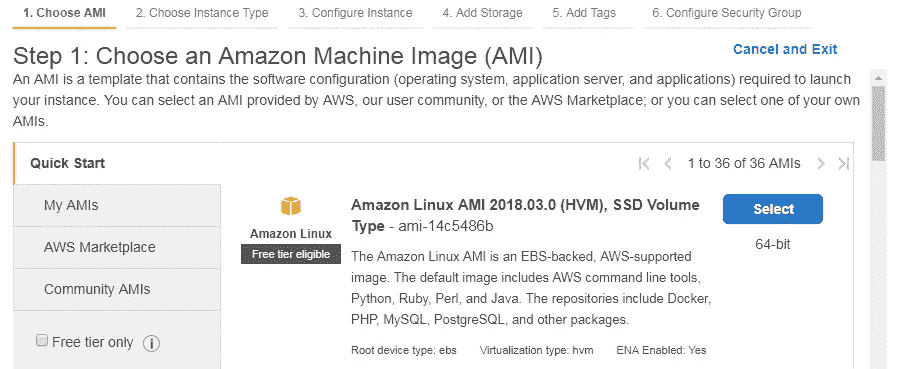 1. Choose AMI 2. Choose Instance Type 3. Configure Instance 4. Add Storage 5. Add Tags 6. Configure Security Group
Step 1: Choose an Amazon Machine Image (AMI)
Cancel and Exit
An AMI is a template that contains the software configuration (operating system, application server, and applications) required to launch
your instance. You can select an AMI provided by AWS, our user community, or the AWS Marketplace; or you can select one of your own
AMIs.
Quick Start
1 to 36 of 36 AMIs
My AMIs
AWS Marketplace
Community AMIs
Free tier only
Amazon Linux
Free tier eligible
Amazon Linux AMI 2018.03.0 (HVM), SSD Volume
Type - ami-14c5486b
The Amazon Linux AMI is an EBS-backed, AWS-supported
image. The default image includes AWS command line tools,
Python, Ruby, Perl, and Java. The repositories include Docker,
PHP, MySQL, PostgreSQL, and other packages.
Root device type: ebs Virtualization type: hvm ENA Enabled: Yes
Select
64-bit